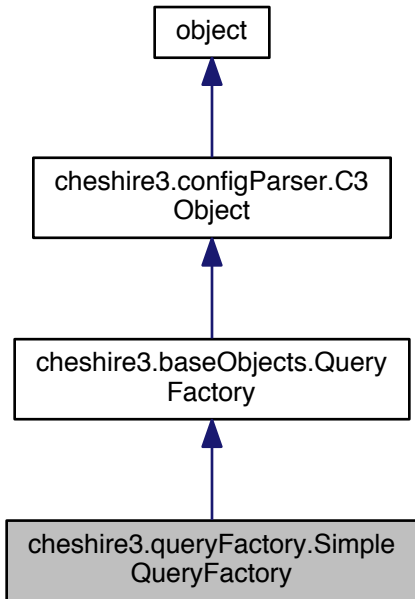 object
cheshire3.configParser.C3
Object
cheshire3.baseObjects.Query
Factory
cheshire3.queryFactory.Simple
QueryFactory